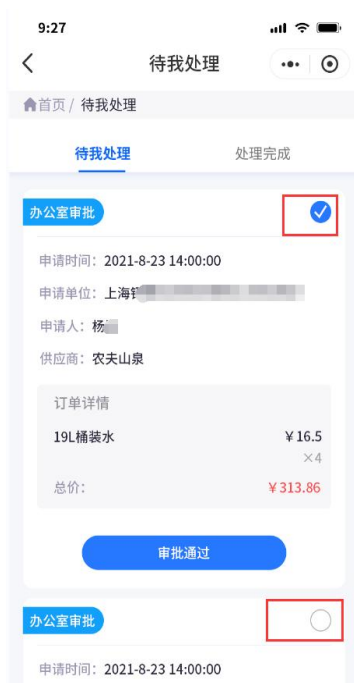 9:27
待我处理
首页 / 待我处理
待我处理 处理完成
办公室审批
申请时间：2021-8-23 14:00:00
申请单位：上海
申请人：杨
供应商：农夫山泉
订单详情
19L桶装水 ￥16.5
×4
总价： ￥313.86
审批通过
办公室审批
申请时间：2021-8-23 14:00:00